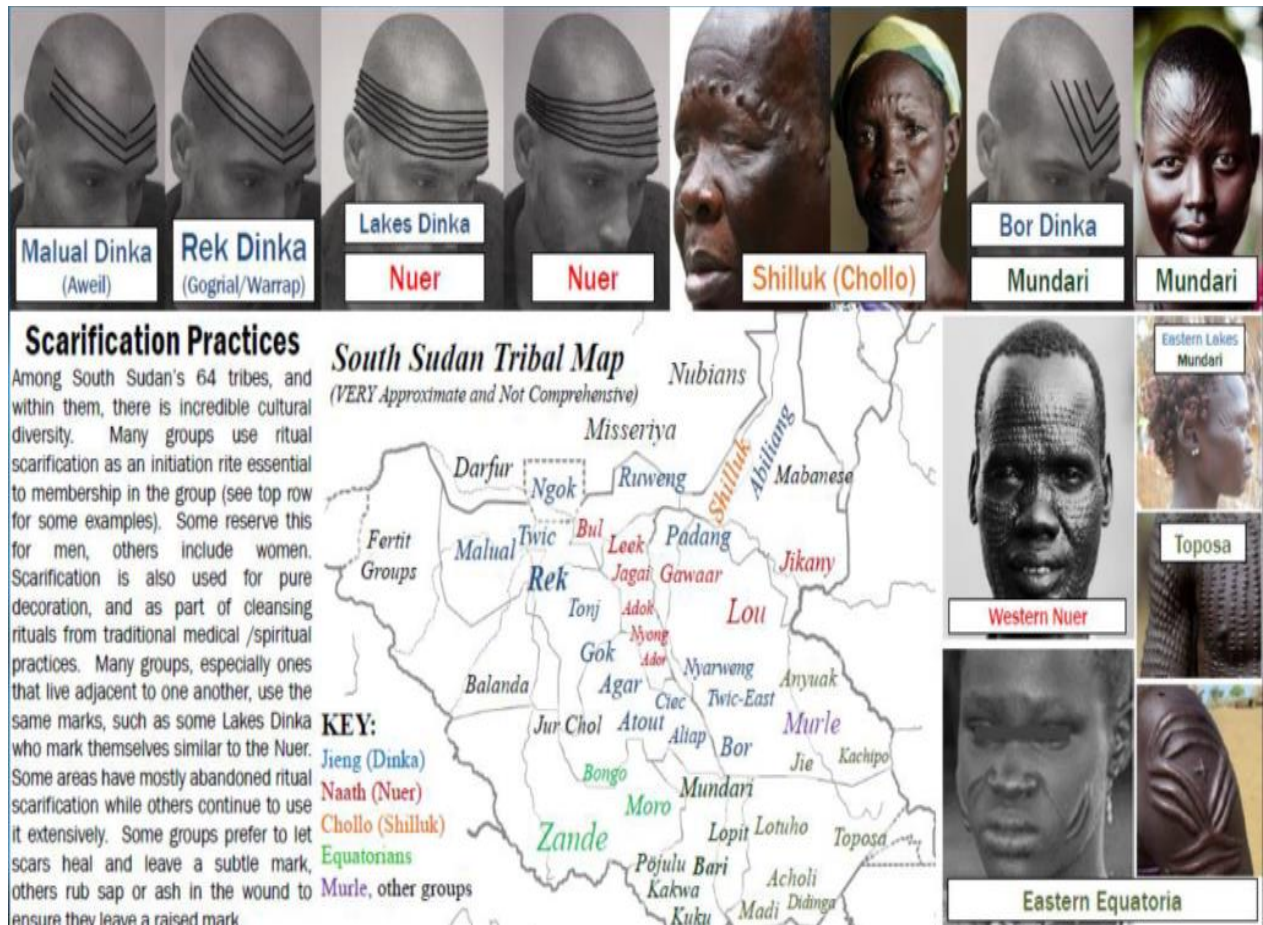 Malual Dinka
(Aweil)
Rek Dinka
(Gogrial/Warrap)
Lakes Dinka
Nuer
Nuer
Shilluk (Chollo)
Bor Dinka
Mundari
Mundari
Scarification Practices
Among South Sudan's 64 tribes, and
within them, there is incredible cultural
diversity. Many groups use ritual
scarification as an initiation rite essential
to membership in the group (see top row
for some examples). Some reserve this
for men, others include women.
Scarification is also used for pure
decoration, and as part of cleansing
rituals from traditional medical /spiritual
practices. Many groups, especially ones
that live adjacent to one another, use the
same marks, such as some Lakes Dinka
who mark themselves similar to the Nuer.
Some areas have mostly abandoned ritual
scarification while others continue to use
it extensively. Some groups prefer to let
scars heal and leave a subtle mark,
others rub sap or ash in the wound to
ensure they leave a raised mark.
South Sudan Tribal Map
(VERY Approximate and Not Comprehensive)
Nubians
Misseriya
Darfur
Ngok
Ruweng
Shilluk
Abiliang
Mabanese
Fertit
Groups
Malual
Twic
Bul
Leek
Padang
Jikany
Rek
Jagai
Gawaar
Tonj
Adok
Lou
Nyong
Ador
Gok
Nyarweng
Anyuak
Balanda
Agar
Ciec
Twic-East
Jur Chol
Atout
Aliap
Bor
Murle
Jie
Kachipo
Bongo
Mundari
Moro
Zande
Lopit
Lotuho
Toposa
Pöjulu
Bari
Kakwa
Acholi
Kuku
Madi
Didinga
KEY:
Jieng (Dinka)
Naath (Nuer)
Chollo (Shilluk)
Equatorians
Murle, other groups
Western Nuer
Eastern Lakes
Mundari
Toposa
Eastern Equatoria